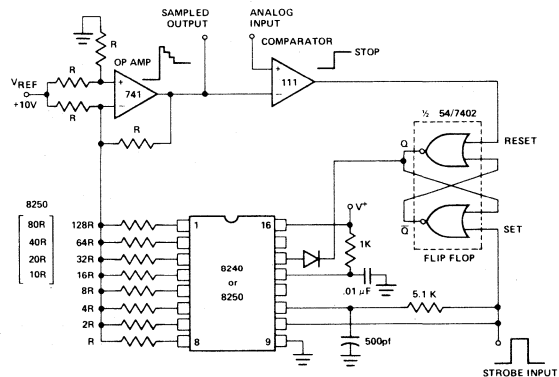 SAMPLED
OUTPUT
ANALOG
INPUT
COMPARATOR
STOP
OP AMP
R
R
VREF
+10V
R
+
−
741
+
−
111
½ 54/7402
R
Q
RESET
Q̅
SET
FLIP FLOP
8250
80R
40R
20R
10R
128R
64R
32R
16R
8R
4R
2R
R
1
16
8240
or
8250
8
9
V+
1K
.01 μF
5.1 K
500pf
STROBE INPUT